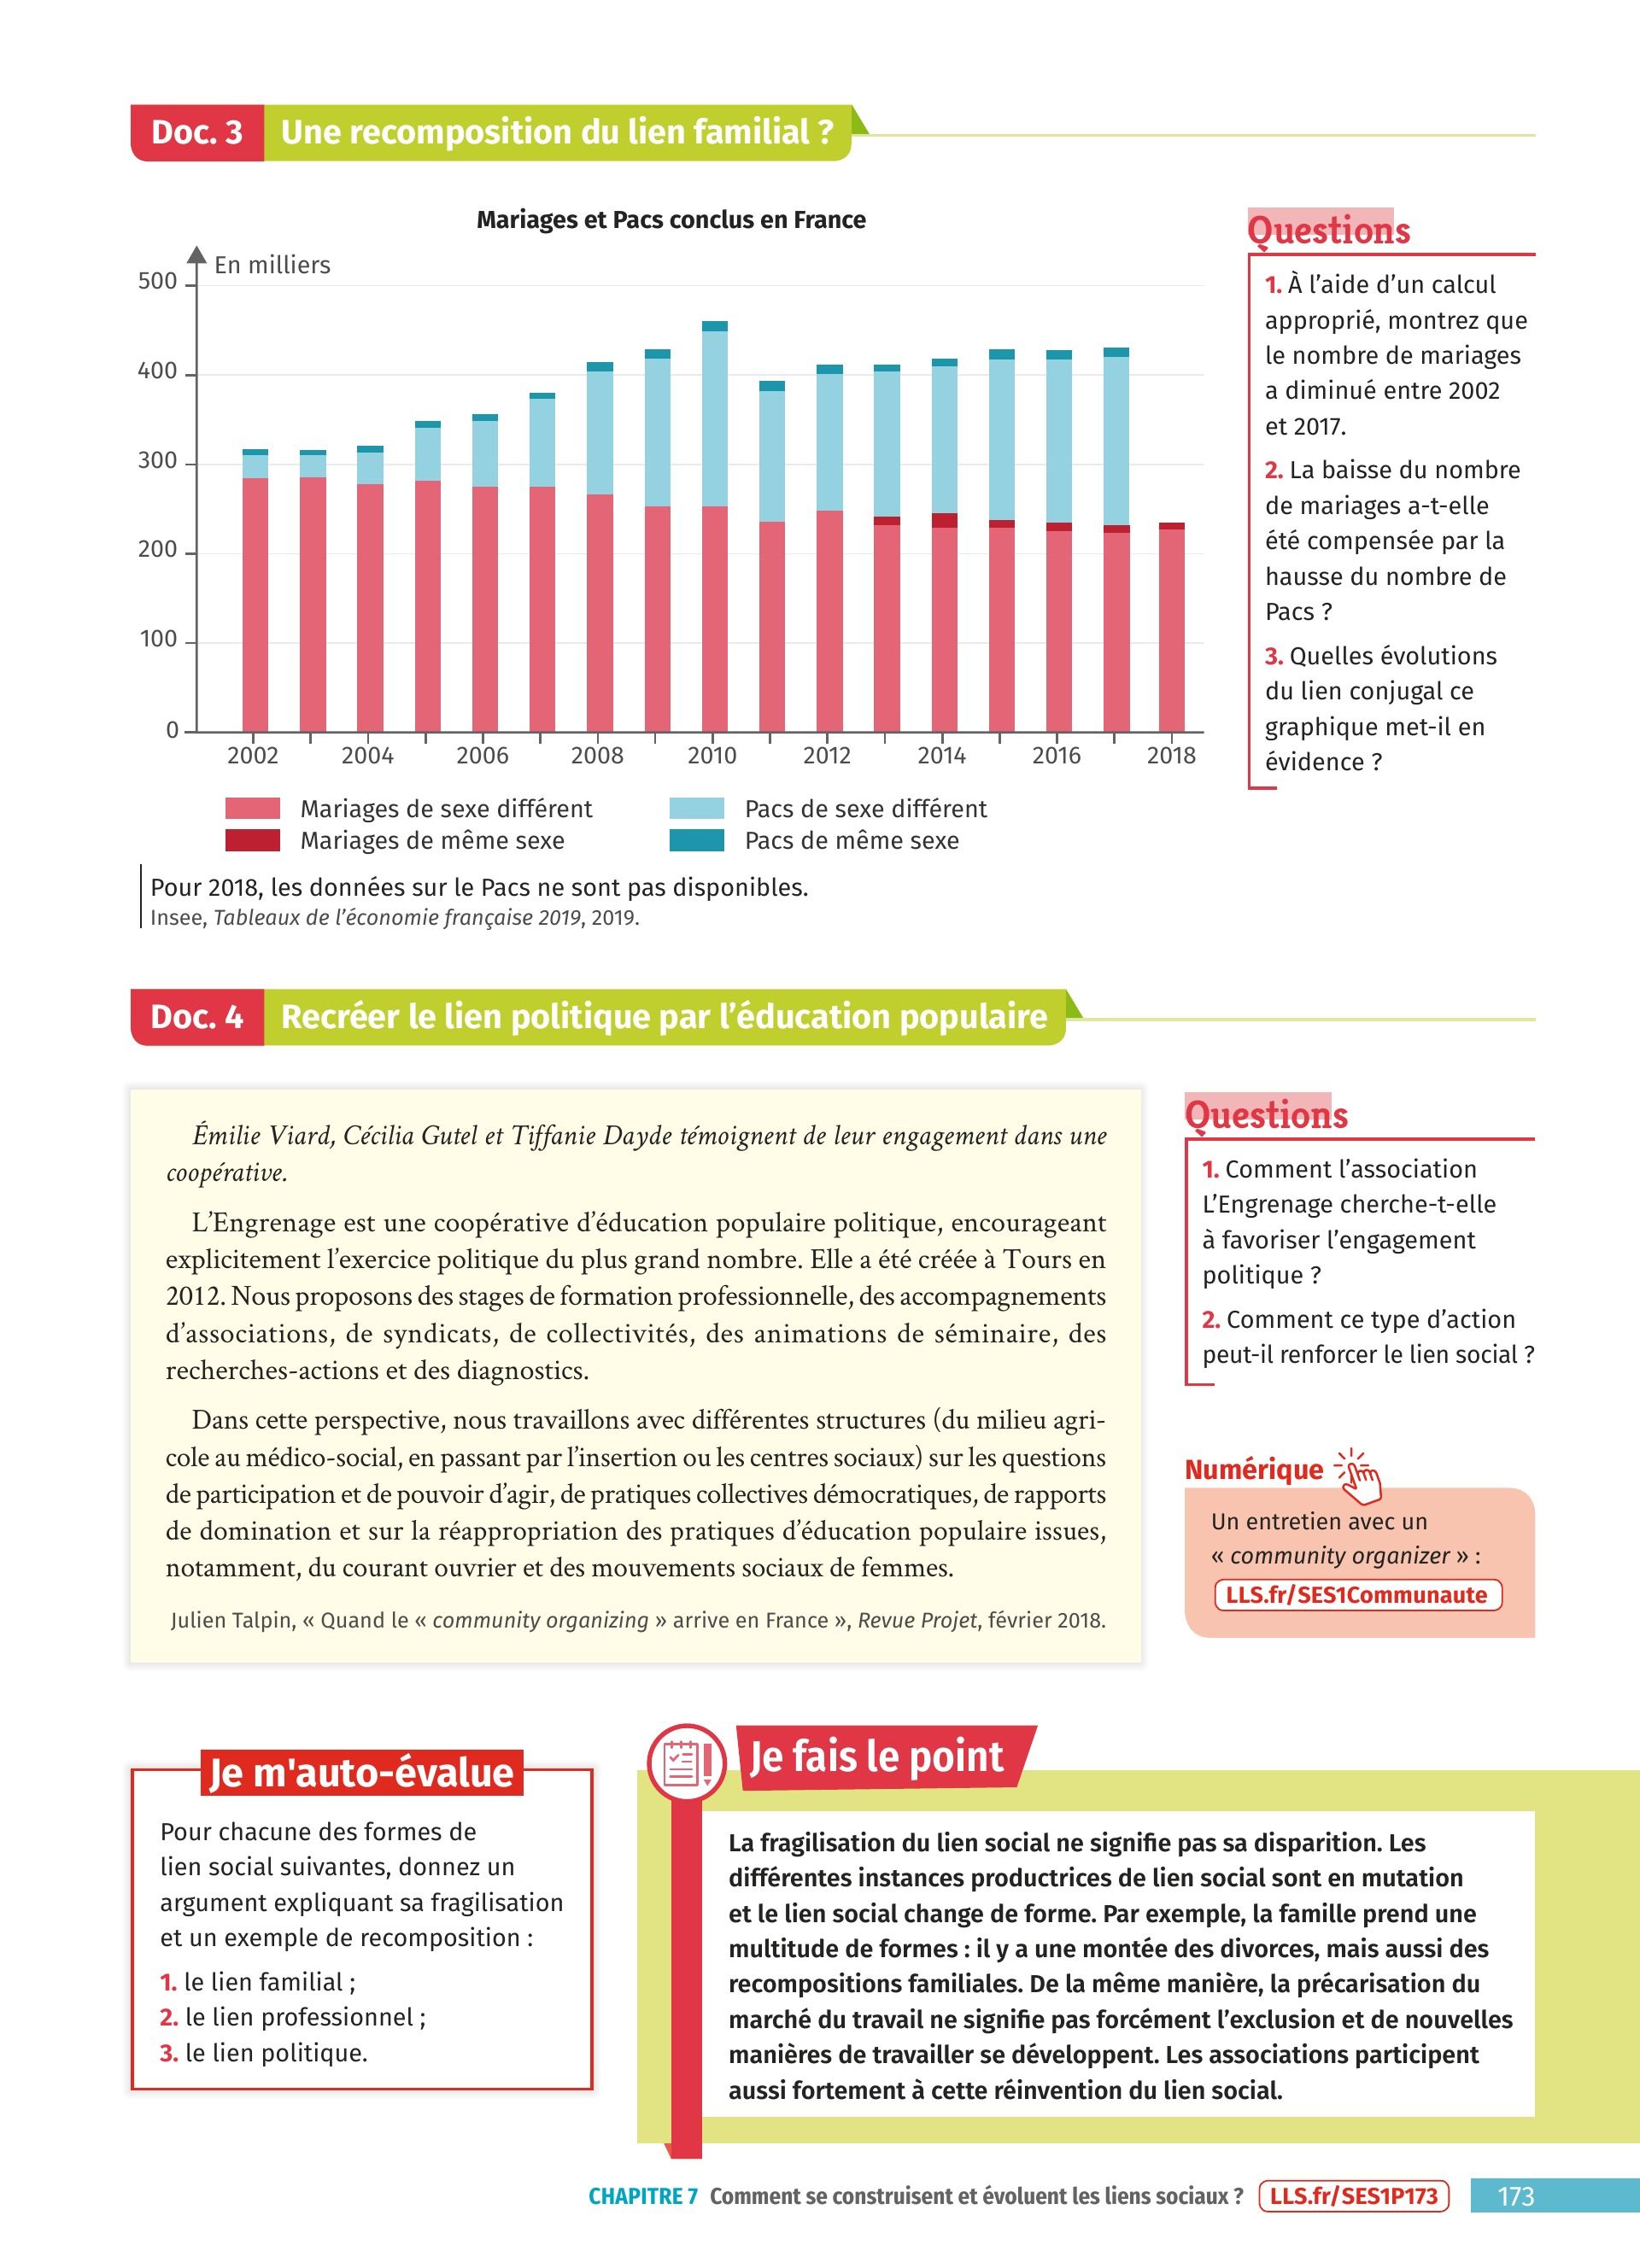 Doc. 3 Une recomposition du lien familial ?
Mariages et Pacs conclus en France
En milliers
500
400
300
200
100
0
2002 2004 2006 2008 2010 2012 2014 2016 2018
Mariages de sexe différent
Mariages de même sexe
Pacs de sexe différent
Pacs de même sexe
Pour 2018, les données sur le Pacs ne sont pas disponibles.
Insee, Tableaux de l'économie française 2019, 2019.
Questions
1. À l'aide d'un calcul
approprié, montrez que
le nombre de mariages
a diminué entre 2002
et 2017.
2. La baisse du nombre
de mariages a-t-elle
été compensée par la
hausse du nombre de
Pacs ?
3. Quelles évolutions
du lien conjugal ce
graphique met-il en
évidence ?
Doc. 4 Recréer le lien politique par l'éducation populaire
Émilie Viard, Cécilia Gutel et Tiffanie Dayde témoignent de leur engagement dans une
coopérative.
L'Engrenage est une coopérative d'éducation populaire politique, encourageant
explicitement l'exercice politique du plus grand nombre. Elle a été créée à Tours en
2012. Nous proposons des stages de formation professionnelle, des accompagnements
d'associations, de syndicats, de collectivités, des animations de séminaire, des
recherches-actions et des diagnostics.
Dans cette perspective, nous travaillons avec différentes structures (du milieu agri-
cole au médico-social, en passant par l'insertion ou les centres sociaux) sur les questions
de participation et de pouvoir d'agir, de pratiques collectives démocratiques, de rapports
de domination et sur la réappropriation des pratiques d'éducation populaire issues,
notamment, du courant ouvrier et des mouvements sociaux de femmes.
Julien Talpin, « Quand le « community organizing » arrive en France », Revue Projet, février 2018.
Questions
1. Comment l'association
L'Engrenage cherche-t-elle
à favoriser l'engagement
politique ?
2. Comment ce type d'action
peut-il renforcer le lien social ?
Numérique
Un entretien avec un
« community organizer » :
LLS.fr/SES1Communaute
Je m'auto-évalue
Pour chacune des formes de
lien social suivantes, donnez un
argument expliquant sa fragilisation
et un exemple de recomposition :
1. le lien familial ;
2. le lien professionnel ;
3. le lien politique.
Je fais le point
La fragilisation du lien social ne signifie pas sa disparition. Les
différentes instances productrices de lien social sont en mutation
et le lien social change de forme. Par exemple, la famille prend une
multitude de formes : il y a une montée des divorces, mais aussi des
recompositions familiales. De la même manière, la précarisation du
marché du travail ne signifie pas forcément l'exclusion et de nouvelles
manières de travailler se développent. Les associations participent
aussi fortement à cette réinvention du lien social.
CHAPITRE 7 Comment se construisent et évoluent les liens sociaux ? LLS.fr/SES1P173 173